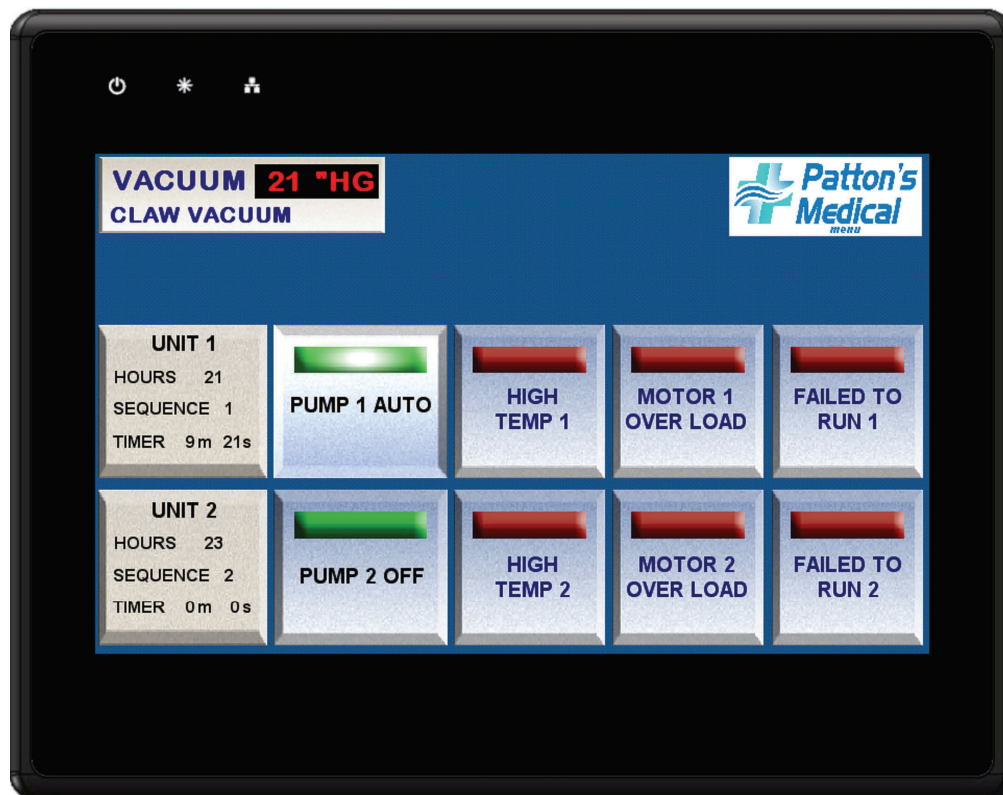 VACUUM 21 "HG
CLAW VACUUM
Patton's
Medical
menu
UNIT 1
HOURS 21
SEQUENCE 1
TIMER 9m 21s
PUMP 1 AUTO
HIGH
TEMP 1
MOTOR 1
OVER LOAD
FAILED TO
RUN 1
UNIT 2
HOURS 23
SEQUENCE 2
TIMER 0m 0s
PUMP 2 OFF
HIGH
TEMP 2
MOTOR 2
OVER LOAD
FAILED TO
RUN 2